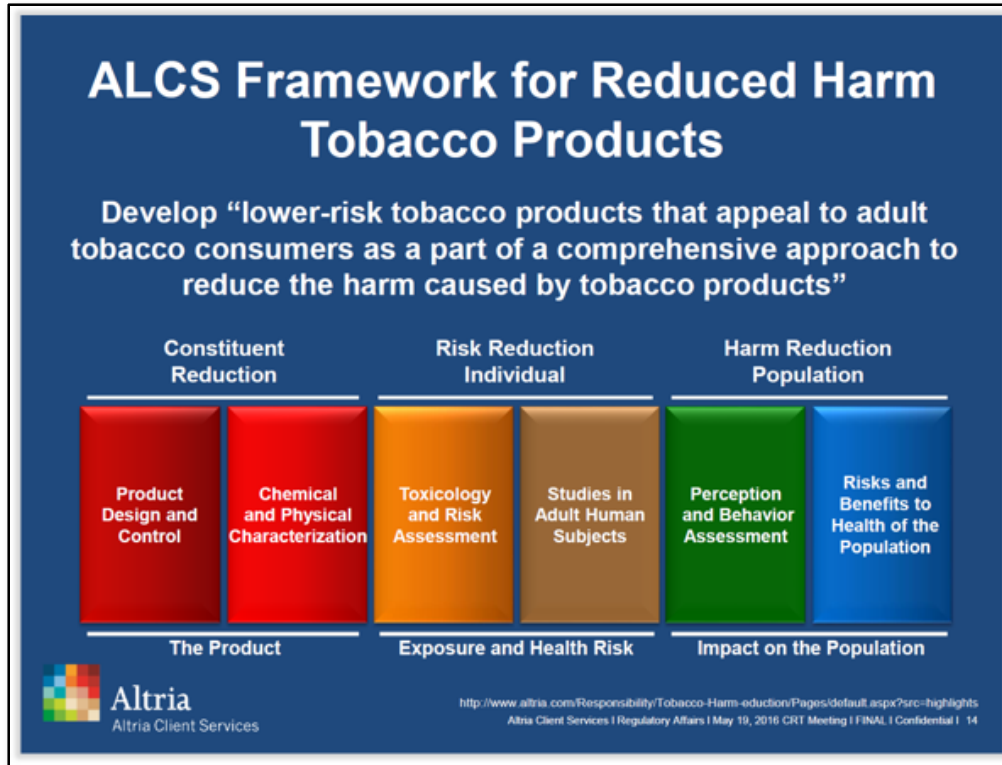 ALCS Framework for Reduced Harm
Tobacco Products
Develop “lower-risk tobacco products that appeal to adult
tobacco consumers as a part of a comprehensive approach to
reduce the harm caused by tobacco products”
Constituent
Reduction
Risk Reduction
Individual
Harm Reduction
Population
Product
Design and
Control
Chemical
and Physical
Characterization
Toxicology
and Risk
Assessment
Studies in
Adult Human
Subjects
Perception
and Behavior
Assessment
Risks and
Benefits to
Health of the
Population
The Product
Exposure and Health Risk
Impact on the Population
Altria
Altria Client Services
http://www.altria.com/Responsibility/Tobacco-Harm-eduction/Pages/default.aspx?src=highlights
Altria Client Services I Regulatory Affairs I May 19, 2016 CRT Meeting I FINAL I Confidential I 14